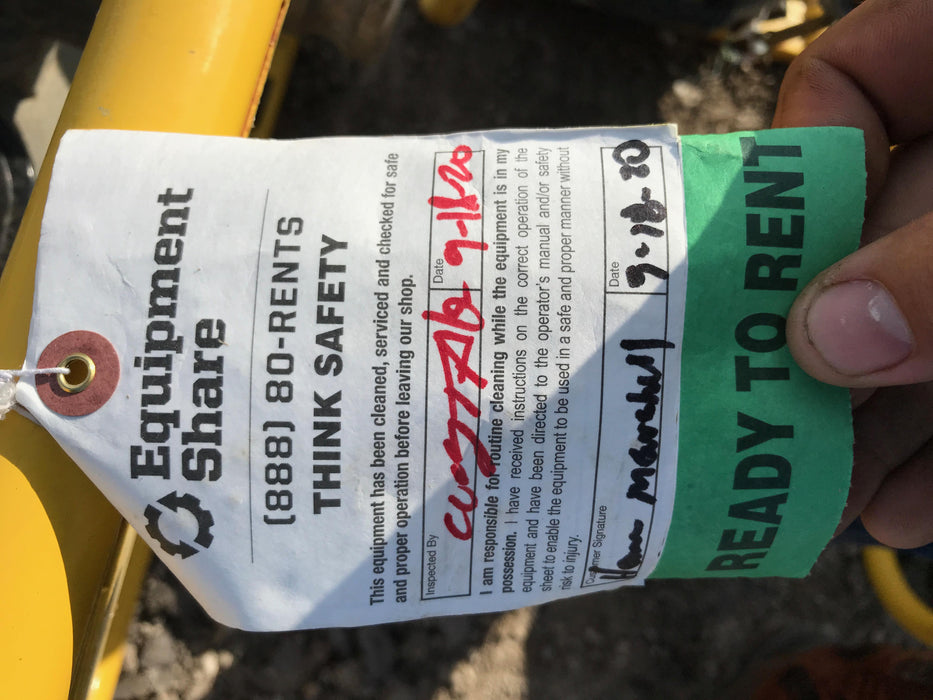 Equipment
Share
(888) 80-RENTS
THINK SAFETY
This equipment has been cleaned, serviced and checked for safe
and proper operation before leaving our shop.
Inspected By
Date
I am responsible for routine cleaning while the equipment is in my
possession. I have received instructions on the correct operation of the
equipment and have been directed to the operator's manual and/or safety
sheet to enable the equipment to be used in a safe and proper manner without
risk to injury.
Customer Signature
Date
Marshall 9-18-20
READY TO RENT